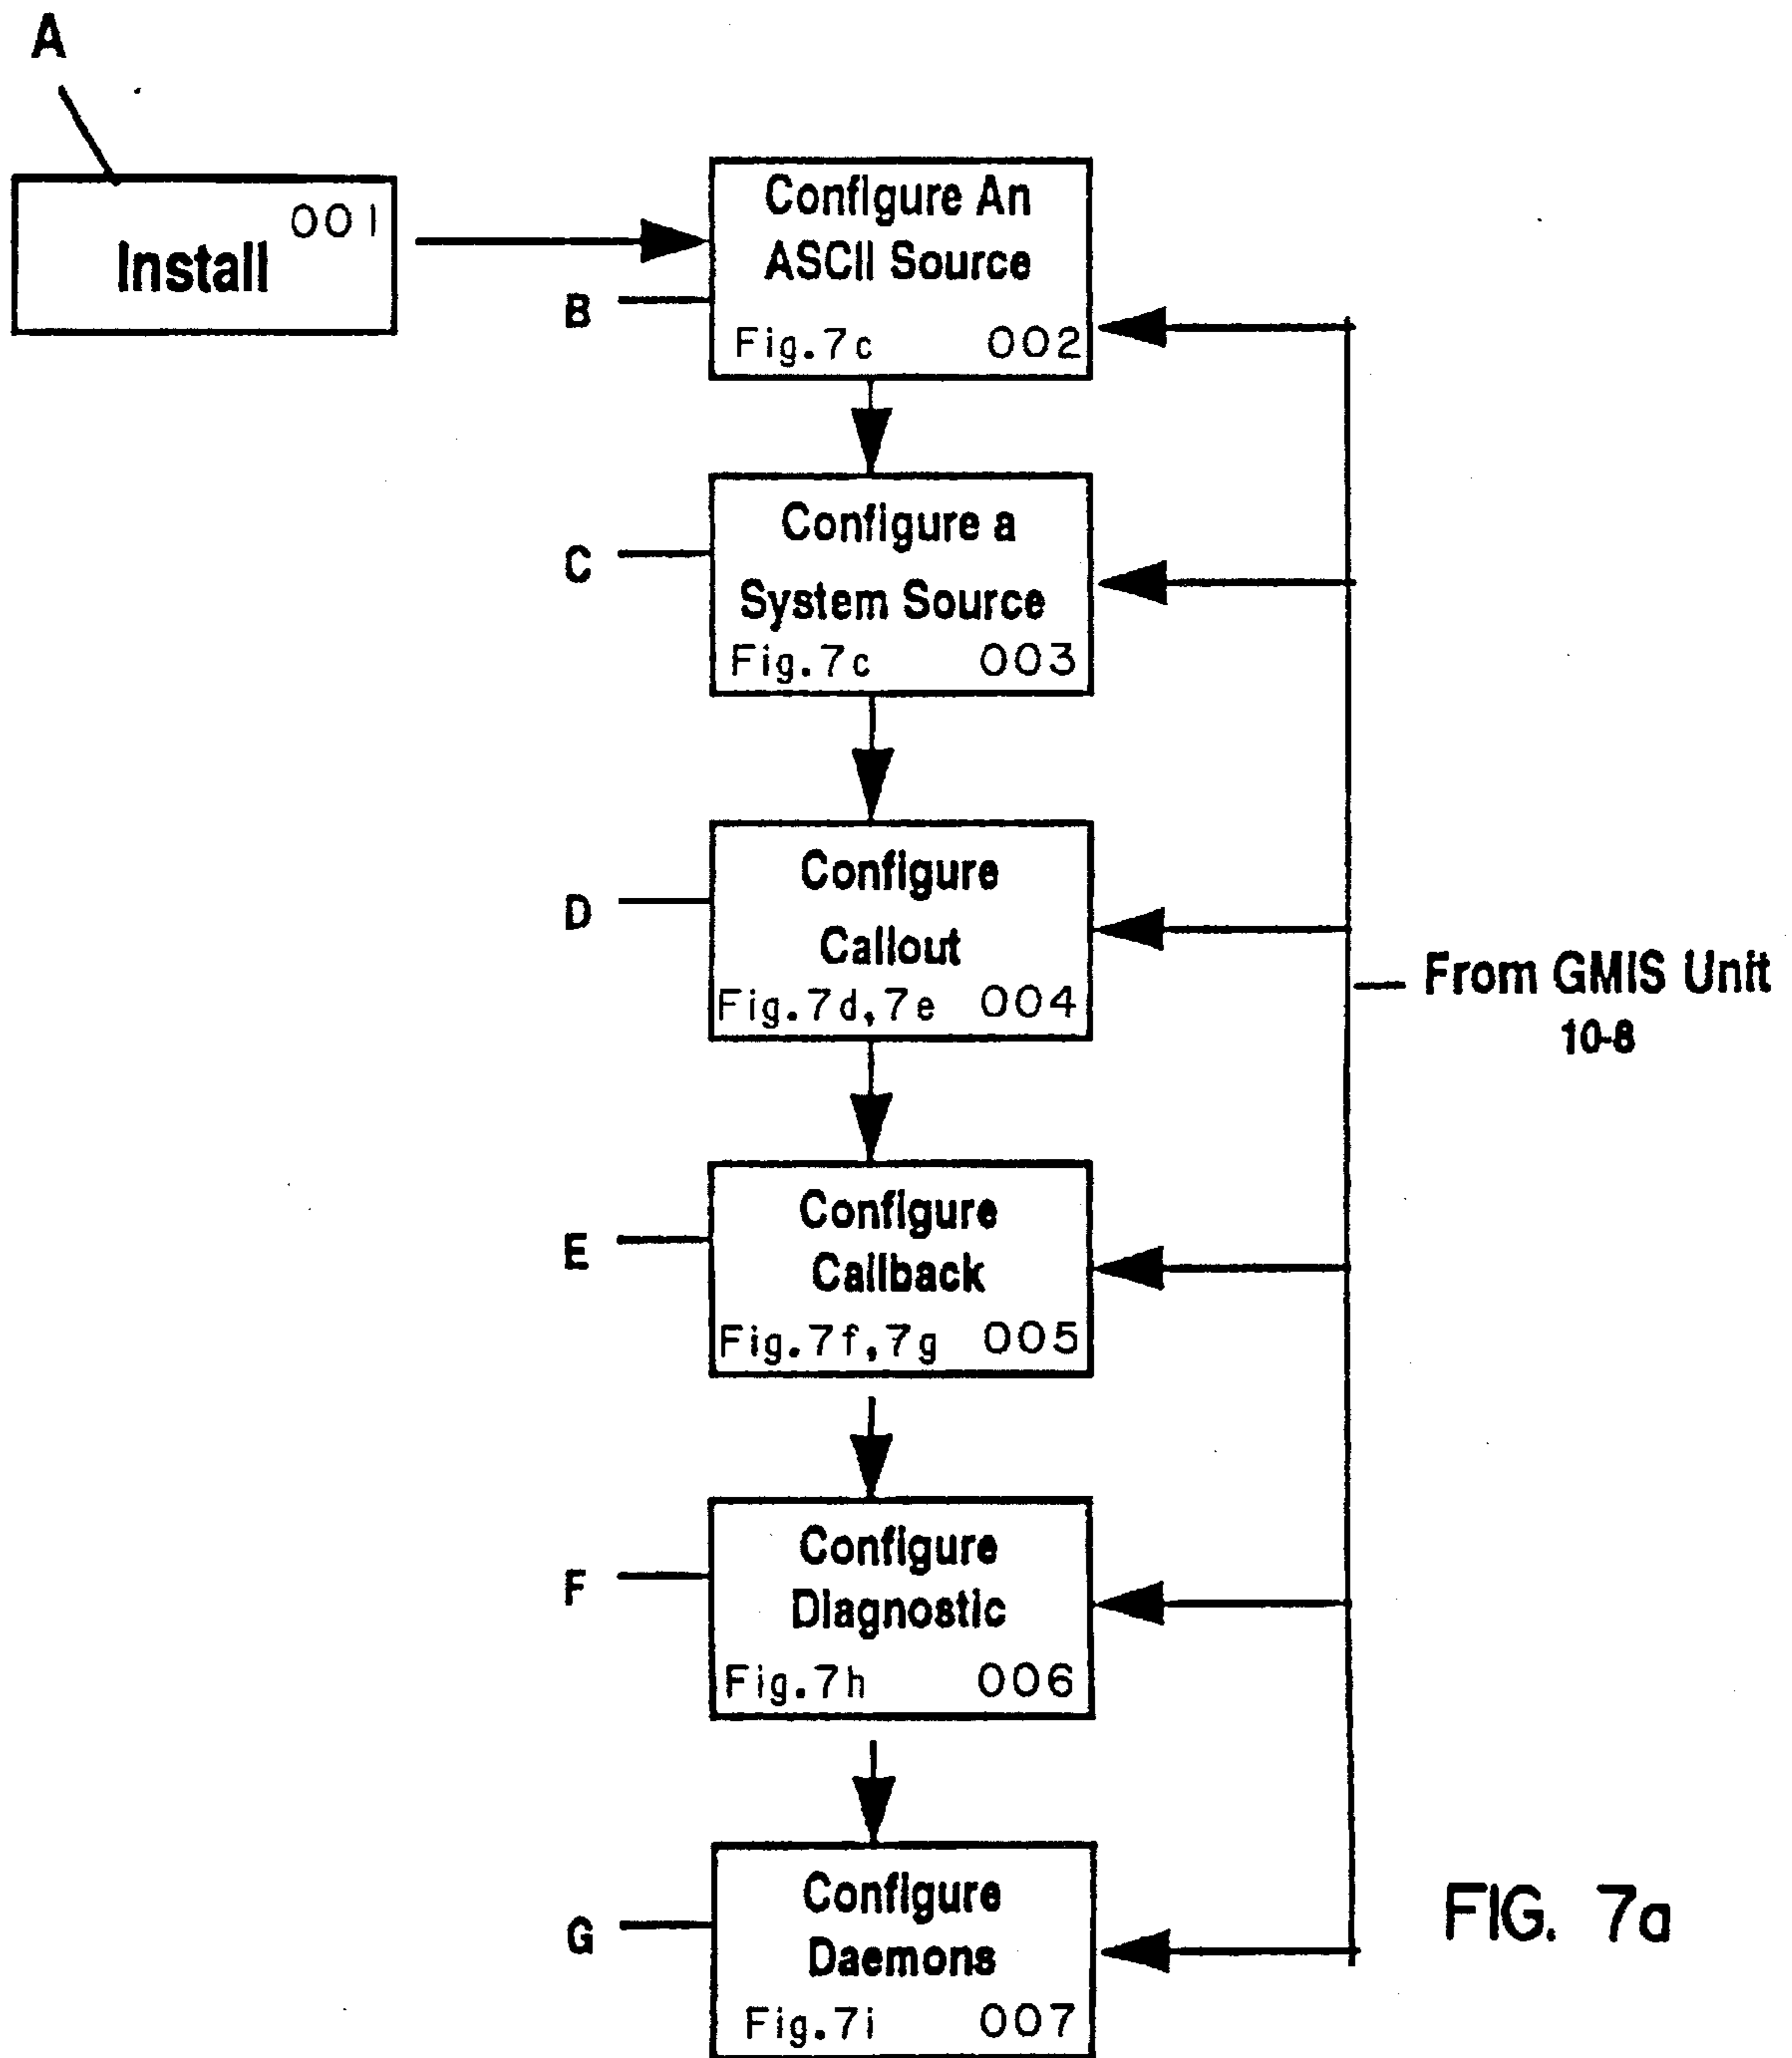 A
001
Install
Configure An
ASCII Source
B
Fig.7c 002
Configure a
C
System Source
Fig.7c 003
Configure
D
Callout
Fig.7d,7e 004
From GMIS Unit
10-8
Configure
E
Callback
Fig.7f,7g 005
Configure
F
Diagnostic
Fig.7h 006
Configure
G
Daemons
Fig.7i 007
FIG. 7a